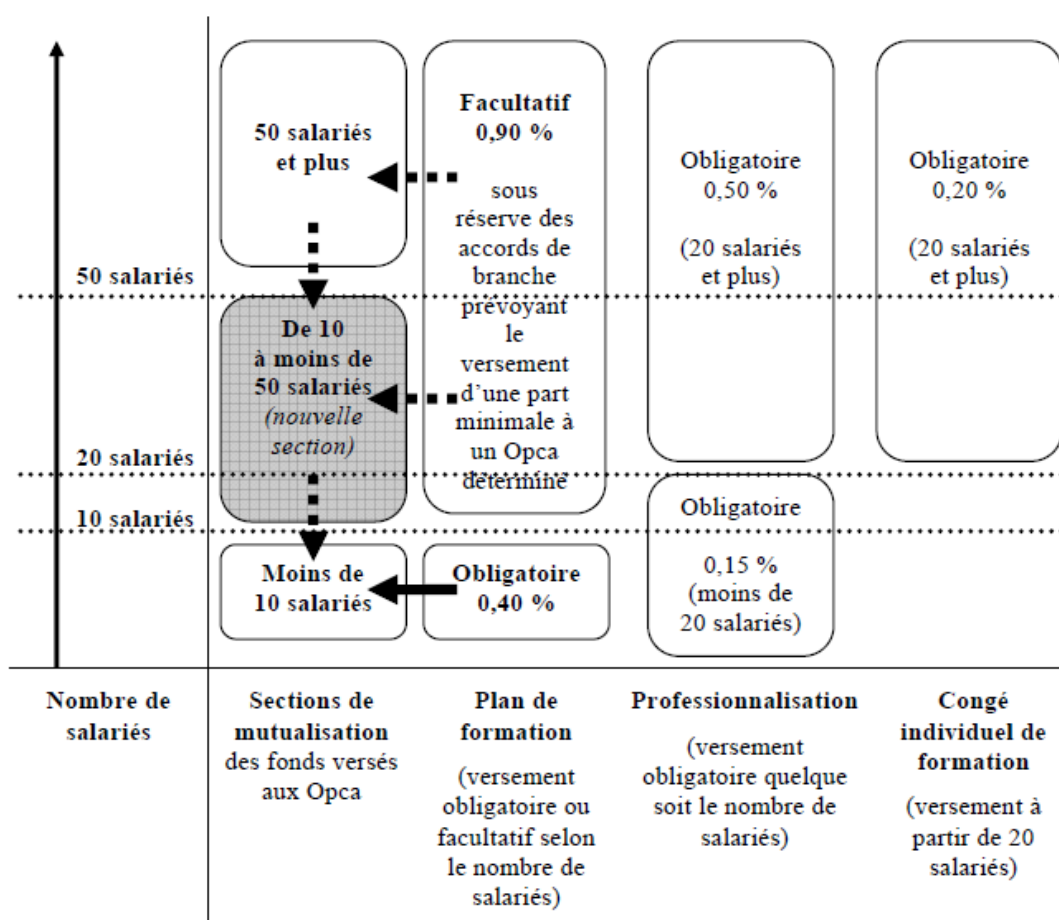 50 salariés
et plus
Facultatif
0,90 %
sous
réserve des
accords de
branche
prévoyant
le
versement
d’une part
minimale à
un Opca
déterminé
Obligatoire
0,50 %
(20 salariés
et plus)
Obligatoire
0,20 %
(20 salariés
et plus)
50 salariés
De 10
à moins de
50 salariés
(nouvelle
section)
20 salariés
10 salariés
Moins de
10 salariés
Obligatoire
0,40 %
Obligatoire
0,15 %
(moins de
20 salariés)
Nombre de
salariés
Sections de
mutualisation
des fonds versés
aux Opca
Plan de
formation
(versement
obligatoire ou
facultatif selon
le nombre de
salariés)
Professionnalisation
(versement
obligatoire quelque
soit le nombre de
salariés)
Congé
individuel de
formation
(versement à
partir de 20
salariés)